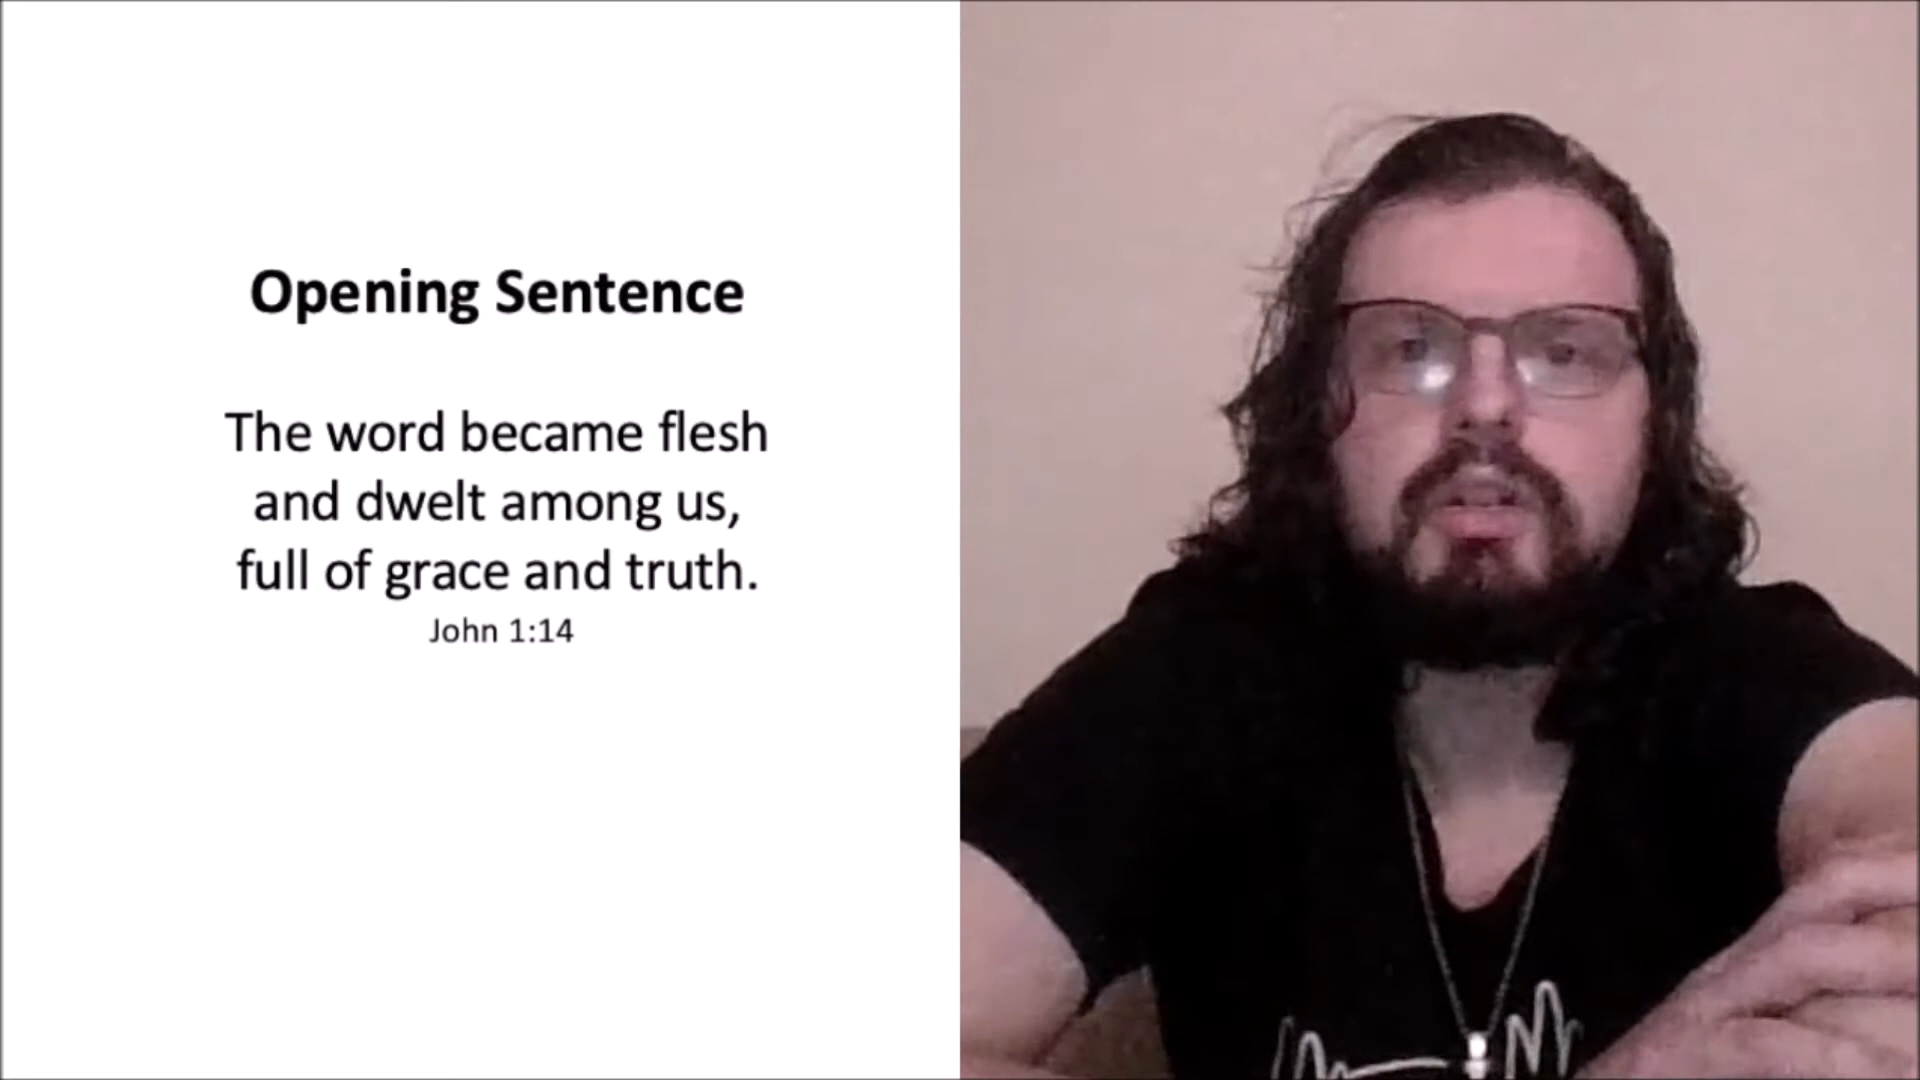 Opening Sentence
The word became flesh
and dwelt among us,
full of grace and truth.
John 1:14